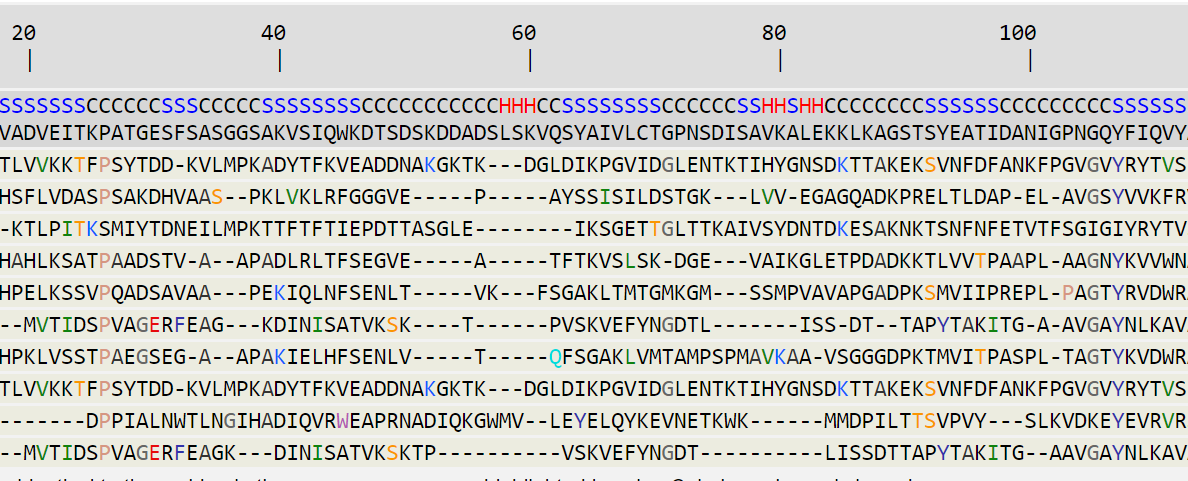 20 40 60 80 100
| | | | |
SSSSSSSCCCCCCSSSCCCCCSSSSSSSSCCCCCCCCCCCHHHCCSSSSSSSSCCCCCCSSHHSHHCCCCCCCCSSSSSSCCCCCCCCCSSSSSS
VADVEITKPATGESFSASGGSAKVSIQWKDTSDSKDDADSLSKVQSYAIVLCTGPNSDISAVKALEKKLKAGSTSYEATIDANIGPNGQYFIQVY
TLVVKKTFPSYTDD-KVLMPKADYTFKVEADDNAKGKTK---DGLDIKPGVIDGLENTKTIHYGNSDKTTAKEKSVNFDFANKFPGVGVYRYTVS
HSFLVDASPSAKDHVAAS--PKLVKLRFGGGVE-----P-----AYSSISILDSTGK---LVV-EGAGQADKPRELTLDAP-EL-AVGSYVVKFR
-KTLPITKSMIYTDNEILMPKTTFTFTIEPDTTASGLE--------IKSGETTGLTTKAIVSYDNTDKESAKNKTSNFNFETVTFSGIGIYRYTV
HAHLKSATPAADSTV-A--APADLRLTFSEGVE-----A-----TFTKVSLSK-DGE---VAIKGLETPDADKKTLVVTPAAPL-AAGNYKVVWN
HPELKSSVPQADSAVAA---PEKIQLNFSENLT-----VK---FSGAKLTMTGMKGM---SSMPVAVAPGADPKSMVIIPREPL-PAGTYRVDWR
--MVTIDSPVAGERFEAG---KDINISATVKSK----T------PVSKVEFYNGDTL-------ISS-DT--TAPYTAKITG-A-AVGAYNLKAV
HPKLVSSTPAEGSEG-A--APAKIELHFSENLV-----T-----QFSGAKLVMTAMPSPMAVKAA-VSGGGDPKTMVITPASPL-TAGTYKVDWR
TLVVKKTFPSYTDD-KVLMPKADYTFKVEADDNAKGKTK---DGLDIKPGVIDGLENTKTIHYGNSDKTTAKEKSVNFDFANKFPGVGVYRYTVS
-------DPPIALNWTLNGIHADIQVRWEAPRNADIQKGWMV--LEYELQYKEVNETKWK------MMDPILTTSVPVY---SLKVDKEYEVRVR
--MVTIDSPVAGERFEAGK---DINISATVKSKTP----------VSKVEFYNGDT----------LISSDTTAPYTAKITG--AAVGAYNLKAV